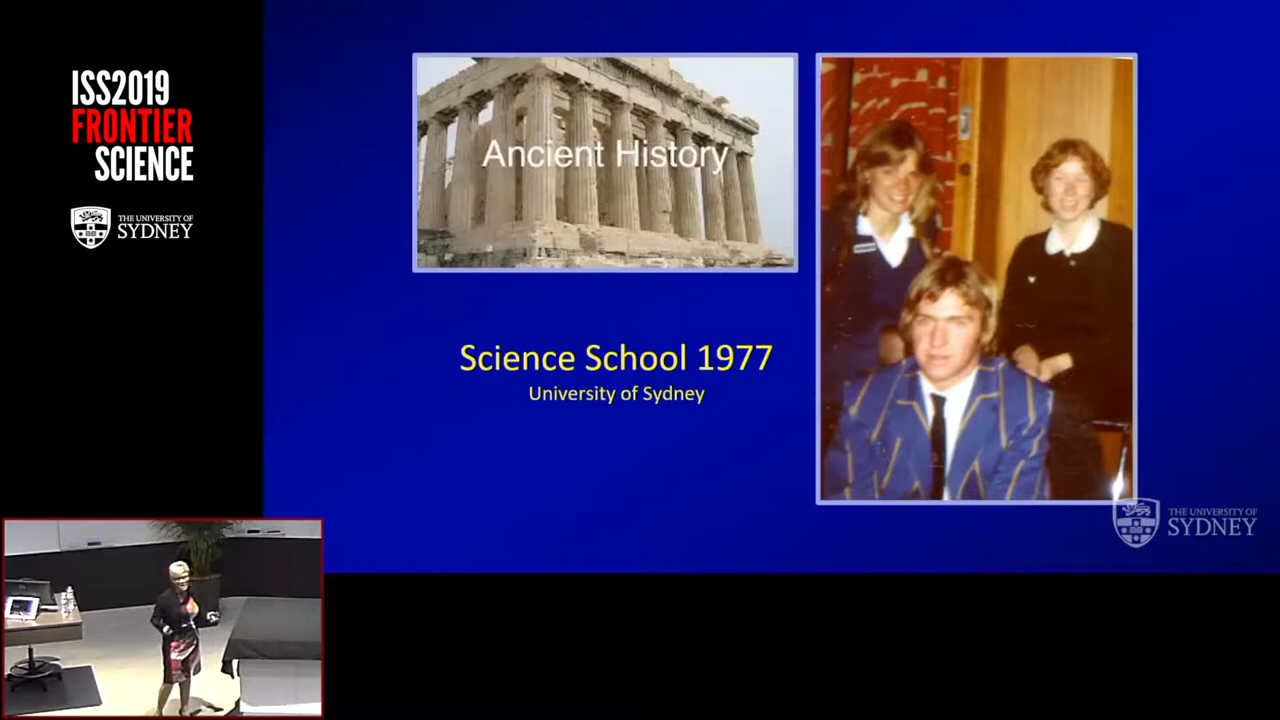 ISS2019
FRONTIER
SCIENCE
THE UNIVERSITY OF
SYDNEY
Ancient History
Science School 1977
University of Sydney
THE UNIVERSITY OF
SYDNEY